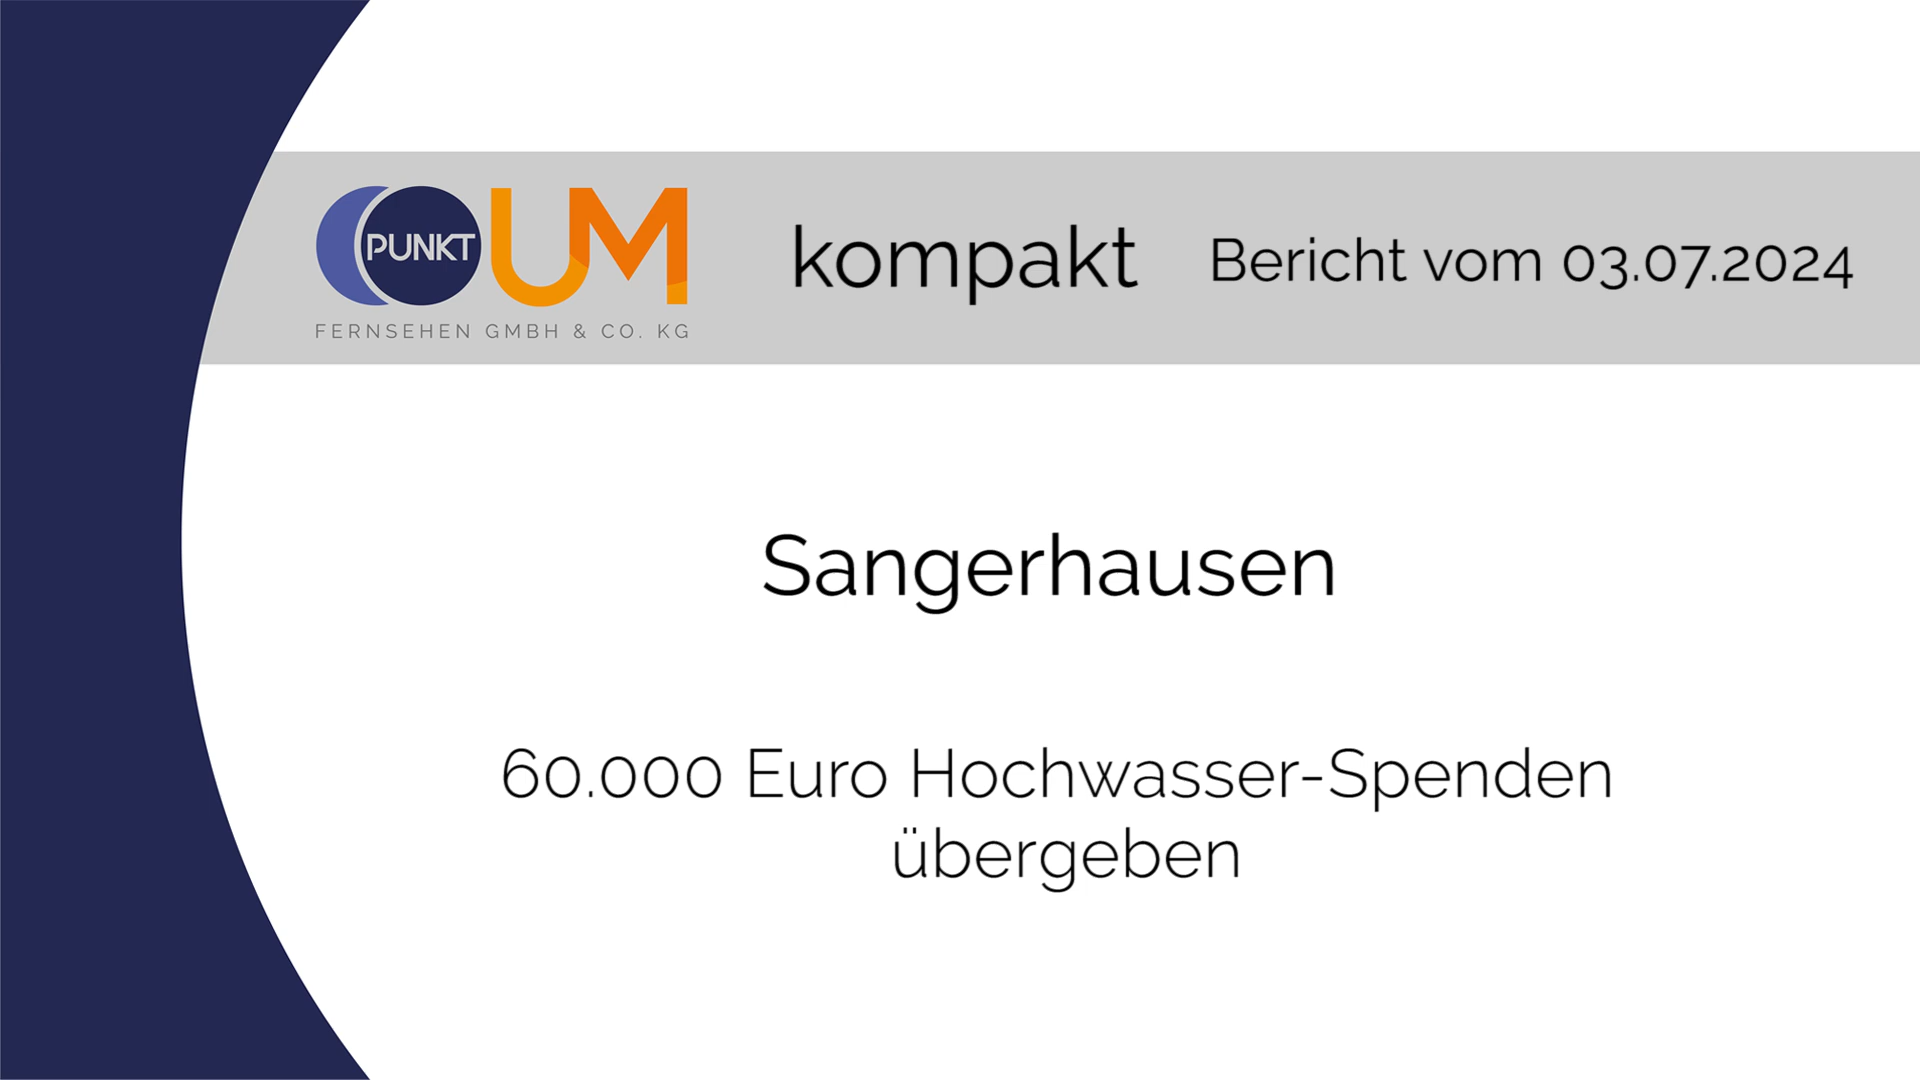 PUNKT UM
FERNSEHEN GMBH & CO. KG
kompakt
Bericht vom 03.07.2024
Sangerhausen
60.000 Euro Hochwasser-Spenden
übergeben